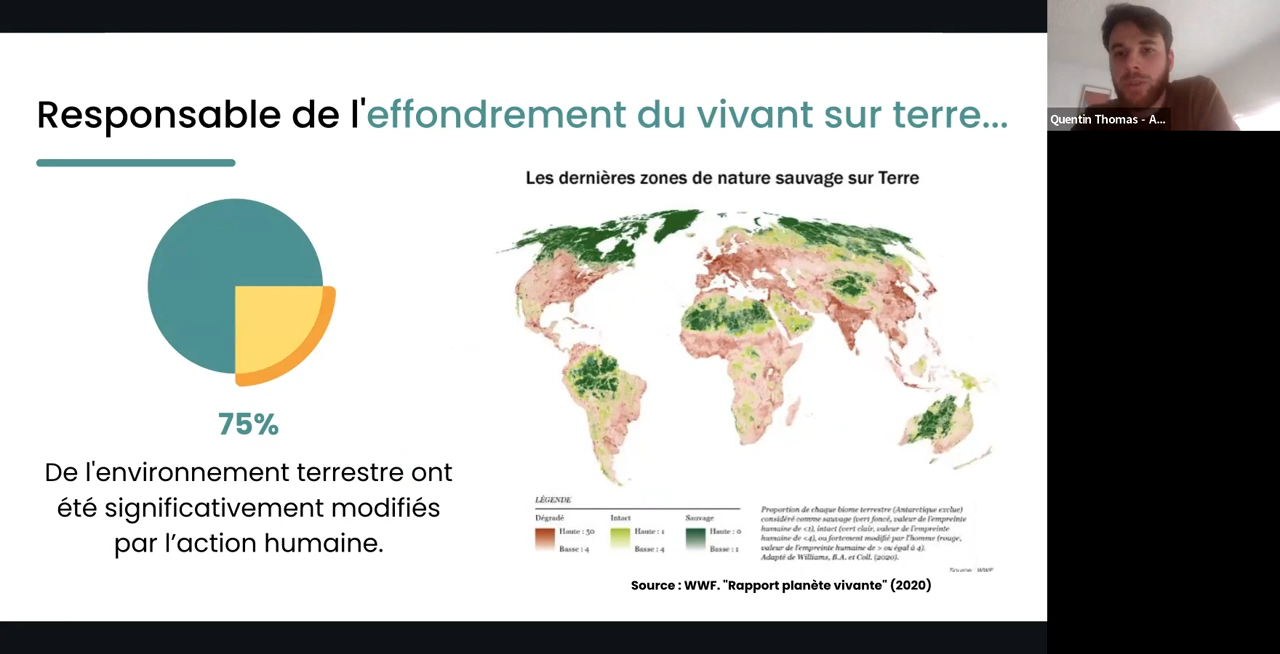 Responsable de l'effondrement du vivant sur terre...
Les dernières zones de nature sauvage sur Terre
75%
De l'environnement terrestre ont
été significativement modifiés
par l’action humaine.
LÉGENDE
Dégradé
Haute : 50
Basse : 4
Intact
Haute : 1
Basse : 4
Sauvage
Haute : 0
Basse : 1
Proportion de chaque biome terrestre (Antarctique exclue)
considéré comme sauvage (vert foncé, valeur de l'empreinte
humaine de <1), intact (vert clair, valeur de l'empreinte
humaine de <4), ou fortement modifié par l'homme (rouge,
valeur de l'empreinte humaine de > ou égal à 4).
Adapté de Williams, B.A. et Coll. (2020).
Source : WWF
Source : WWF. "Rapport planète vivante" (2020)
Quentin Thomas - A...